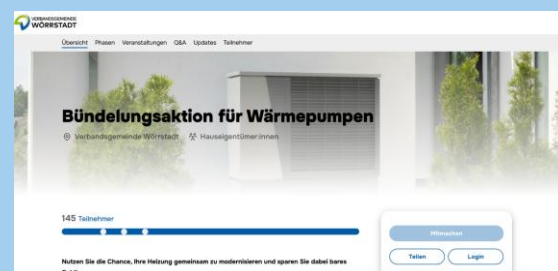 VERBANDSGEMEINDE
WÖRRSTADT
Übersicht Phasen Veranstaltungen Q&A Updates Teilnehmer
Bündelungsaktion für Wärmepumpen
Verbandsgemeinde Wörrstadt Hauseigentümer:innen
145 Teilnehmer
Mitmachen
Teilen Login
Nutzen Sie die Chance, Ihre Heizung gemeinsam zu modernisieren und sparen Sie dabei bares